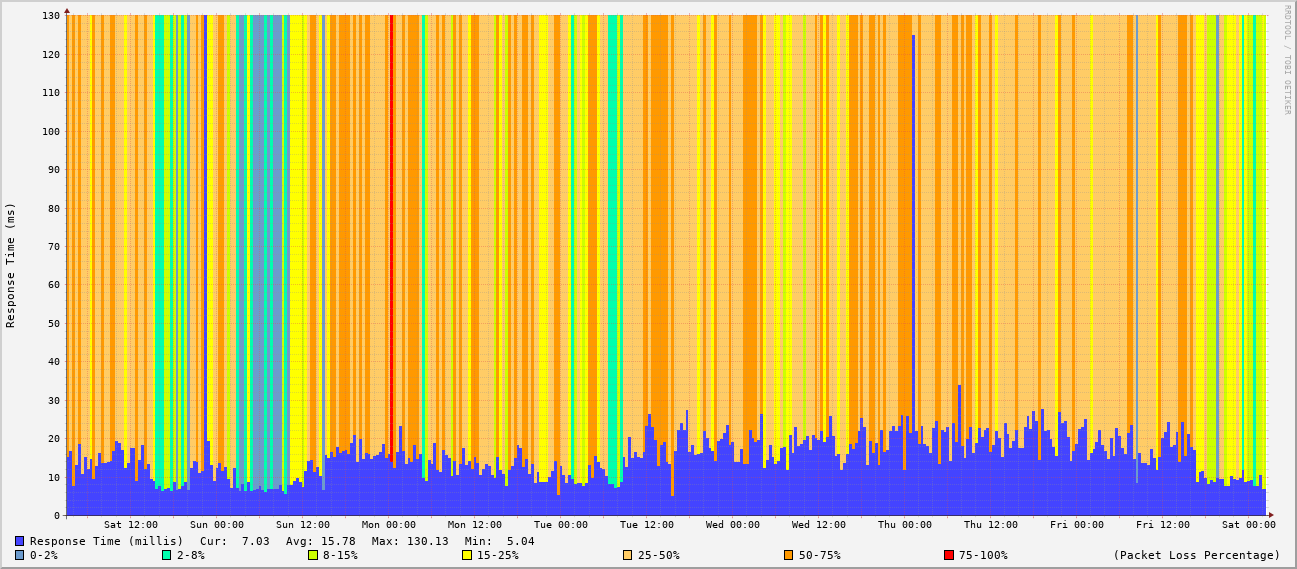 130
120
110
100
90
80
70
60
50
40
30
20
10
0
Response Time (ms)
RRDTOOL / TOBI OETIKER
Sat 12:00 Sun 00:00 Sun 12:00 Mon 00:00 Mon 12:00 Tue 00:00 Tue 12:00 Wed 00:00 Wed 12:00 Thu 00:00 Thu 12:00 Fri 00:00 Fri 12:00 Sat 00:00
Response Time (millis) Cur: 7.03 Avg: 15.78 Max: 130.13 Min: 5.04
0-2% 2-8% 8-15% 15-25% 25-50% 50-75% 75-100% (Packet Loss Percentage)